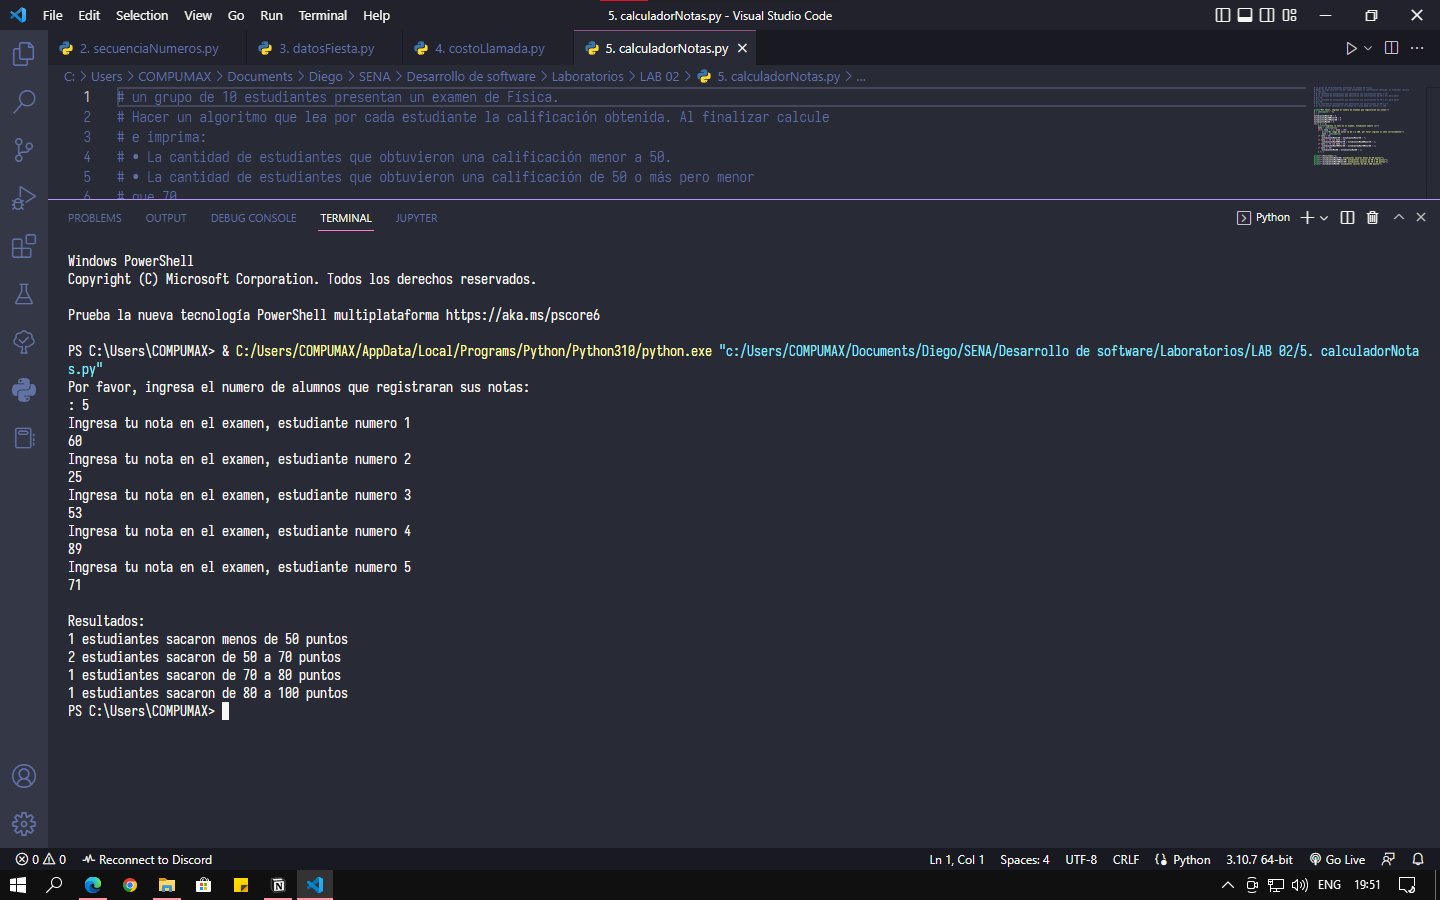 File Edit Selection View Go Run Terminal Help 5. calculadorNotas.py - Visual Studio Code
2. secuenciaNumeros.py 3. datosFiesta.py 4. costoLlamada.py 5. calculadorNotas.py
C: > Users > COMPUMAX > Documents > Diego > SENA > Desarrollo de software > Laboratorios > LAB 02 > 5. calculadorNotas.py > ...
1 # un grupo de 10 estudiantes presentan un examen de Física.
2 # Hacer un algoritmo que lea por cada estudiante la calificación obtenida. Al finalizar calcule
3 # e imprima:
4 # • La cantidad de estudiantes que obtuvieron una calificación menor a 50.
5 # • La cantidad de estudiantes que obtuvieron una calificación de 50 o más pero menor
6 # que 70
PROBLEMS OUTPUT DEBUG CONSOLE TERMINAL JUPYTER Python
Windows PowerShell
Copyright (C) Microsoft Corporation. Todos los derechos reservados.
Prueba la nueva tecnología PowerShell multiplataforma https://aka.ms/pscore6
PS C:\Users\COMPUMAX> & C:/Users/COMPUMAX/AppData/Local/Programs/Python/Python310/python.exe "c:/Users/COMPUMAX/Documents/Diego/SENA/Desarrollo de software/Laboratorios/LAB 02/5. calculadorNota
s.py"
Por favor, ingresa el numero de alumnos que registraran sus notas:
: 5
Ingresa tu nota en el examen, estudiante numero 1
60
Ingresa tu nota en el examen, estudiante numero 2
25
Ingresa tu nota en el examen, estudiante numero 3
53
Ingresa tu nota en el examen, estudiante numero 4
89
Ingresa tu nota en el examen, estudiante numero 5
71
Resultados:
1 estudiantes sacaron menos de 50 puntos
2 estudiantes sacaron de 50 a 70 puntos
1 estudiantes sacaron de 70 a 80 puntos
1 estudiantes sacaron de 80 a 100 puntos
PS C:\Users\COMPUMAX>
0 0 Reconnect to Discord Ln 1, Col 1 Spaces: 4 UTF-8 CRLF Python 3.10.7 64-bit Go Live
ENG 19:51